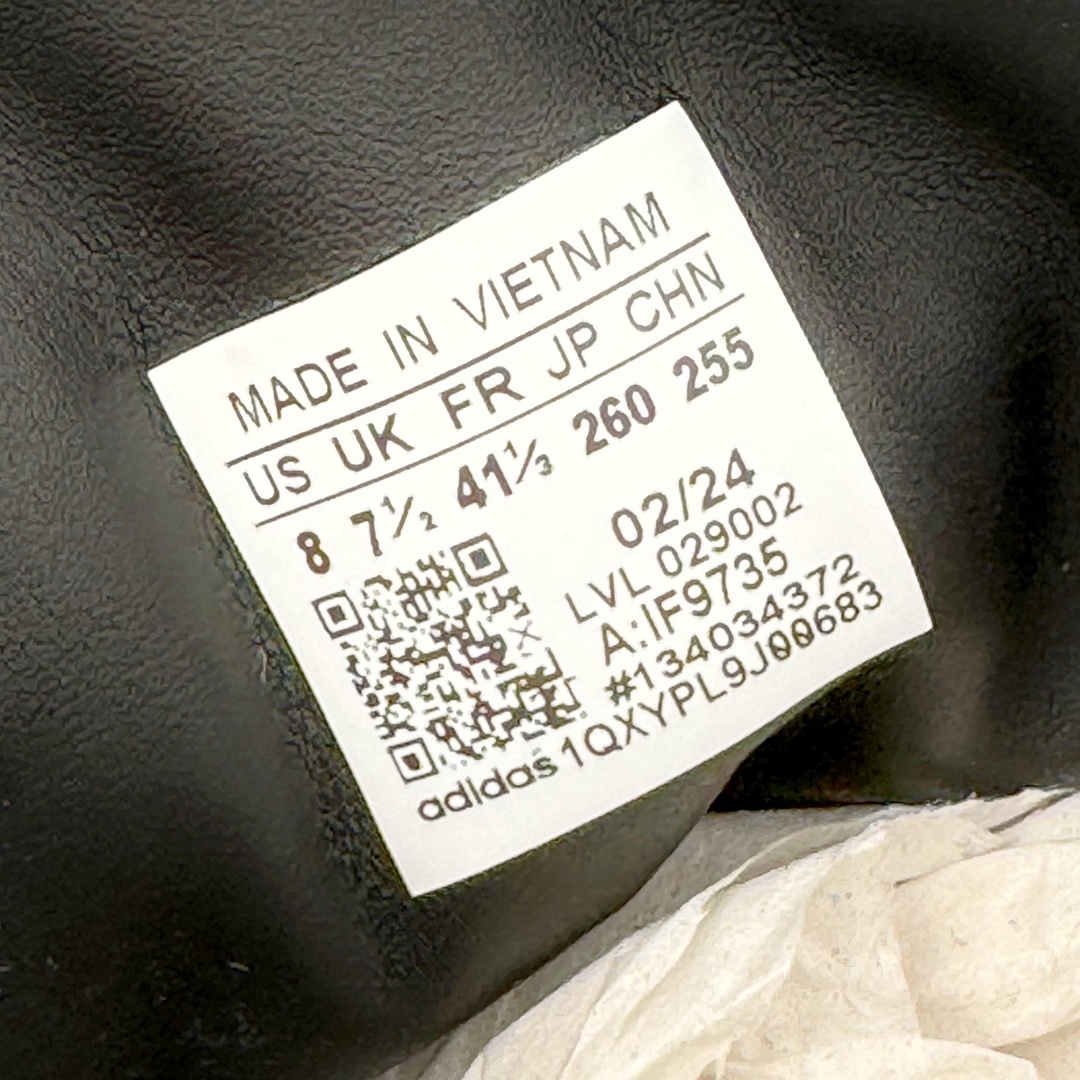 MADE IN VIETNAM
US UK FR JP CHN
8 7½ 41⅓ 260 255
02/24
LVL 029002
A:IF9735
#134034372
adidas 1QXYPL9J00683